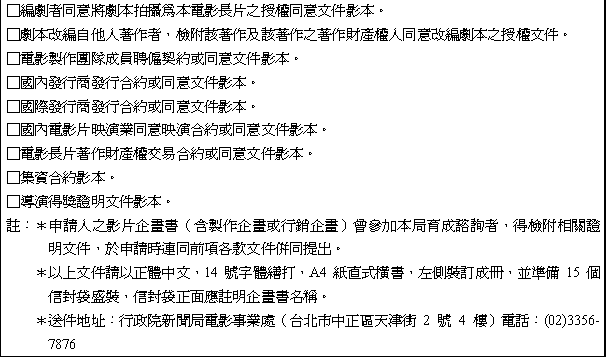 □編劇者同意將劇本拍攝為本電影長片之授權同意文件影本。
□劇本改編自他人著作者，檢附該著作及該著作之著作財產權人同意改編劇本之授權文件。
□電影製作團隊成員聘僱契約或同意文件影本。
□國內發行商發行合約或同意文件影本。
□國際發行商發行合約或同意文件影本。
□國內電影片映演業同意映演合約或同意文件影本。
□電影長片著作財產權交易合約或同意文件影本。
□集資合約影本。
□導演得獎證明文件影本。
註：＊申請人之影片企畫書（含製作企畫或行銷企畫）曾參加本局育成諮詢者，得檢附相關證
明文件，於申請時連同前項各款文件併同提出。
＊以上文件請以正體中文，14 號字體繕打，A4 紙直式橫書，左側裝訂成冊，並準備 15 個
信封袋盛裝，信封袋正面應註明企畫書名稱。
＊送件地址：行政院新聞局電影事業處（台北市中正區天津街 2 號 4 樓）電話：(02)3356-
7876